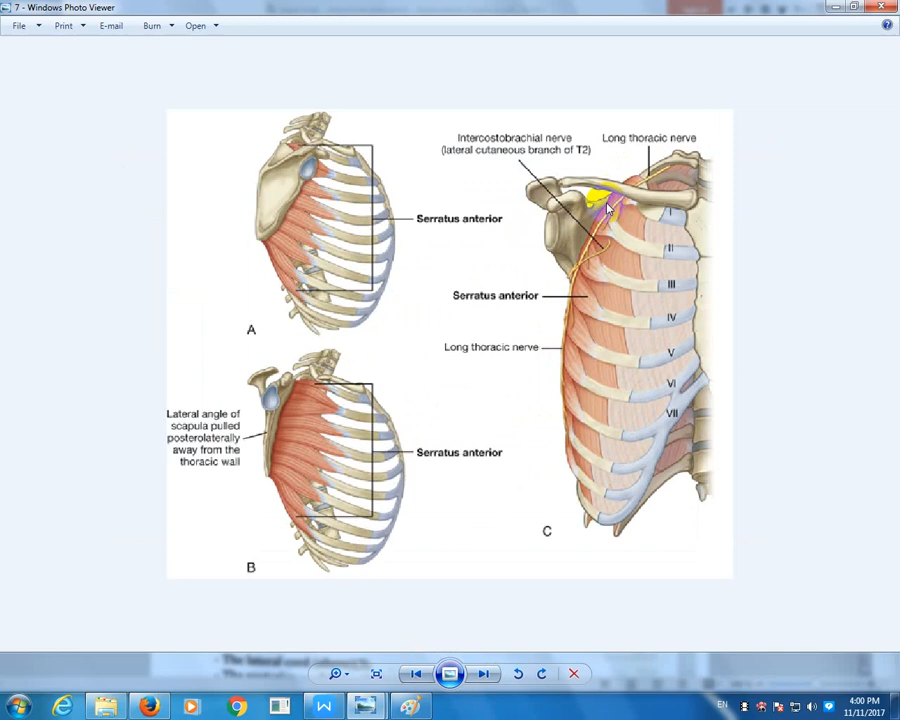 7 - Windows Photo Viewer
File Print E-mail Burn Open
Intercostobrachial nerve
(lateral cutaneous branch of T2)
Long thoracic nerve
Serratus anterior
I
II
Serratus anterior
III
IV
Long thoracic nerve
V
VI
VII
A
Lateral angle of
scapula pulled
posterolaterally
away from the
thoracic wall
Serratus anterior
B
C
EN
4:00 PM
11/11/2017